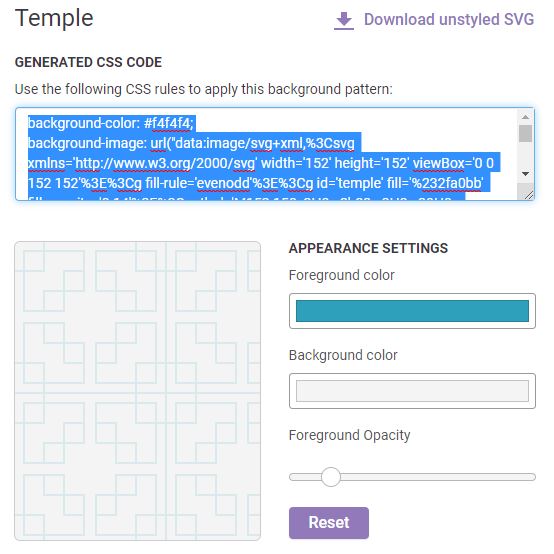 Temple
Download unstyled SVG
GENERATED CSS CODE
Use the following CSS rules to apply this background pattern:
background-color: #f4f4f4;
background-image: url("data:image/svg+xml,%3Csvg
xmlns='http://www.w3.org/2000/svg' width='152' height='152' viewBox='0 0
152 152'%3E%3Cg fill-rule='evenodd'%3E%3Cg id='temple' fill='%232fa0bb'
APPEARANCE SETTINGS
Foreground color
Background color
Foreground Opacity
Reset